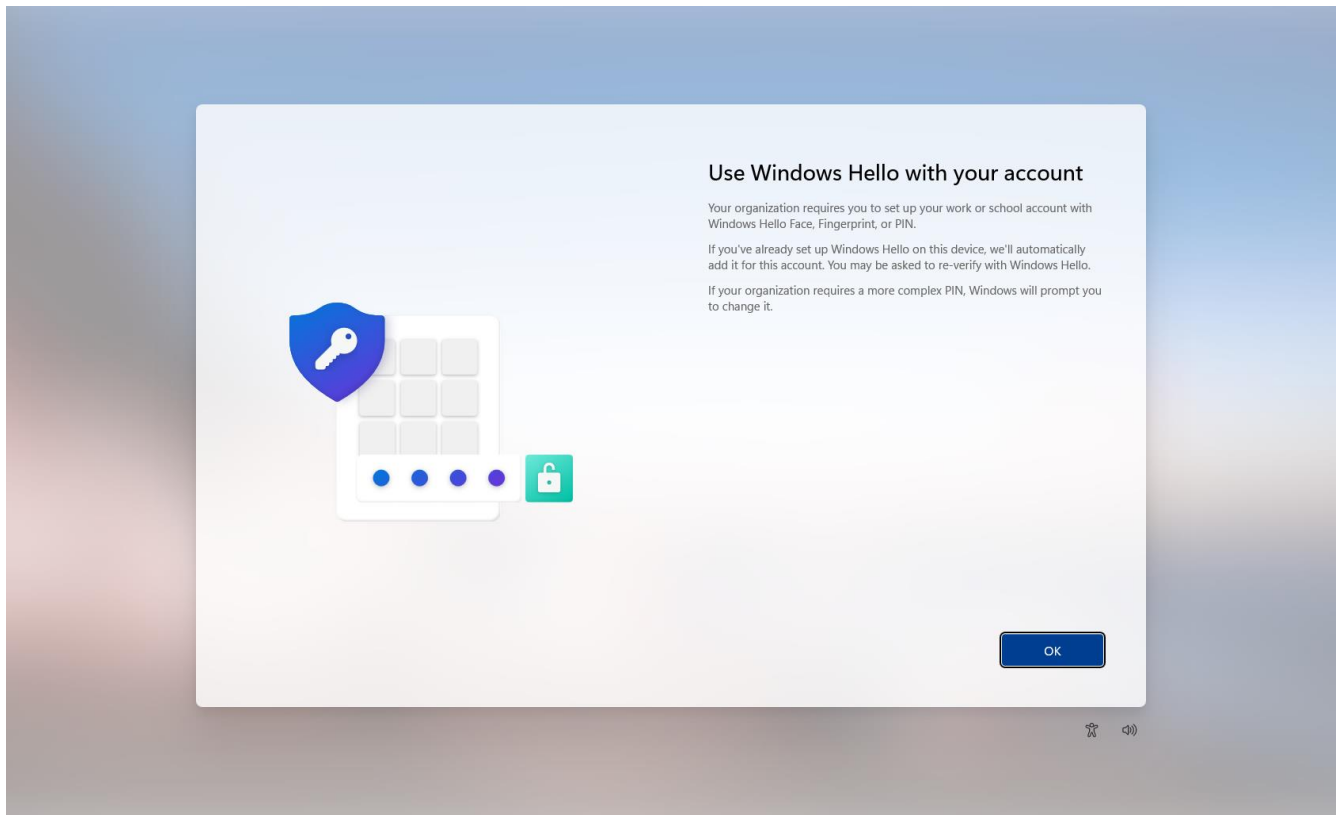 Use Windows Hello with your account
Your organization requires you to set up your work or school account with
Windows Hello Face, Fingerprint, or PIN.
If you've already set up Windows Hello on this device, we'll automatically
add it for this account. You may be asked to re-verify with Windows Hello.
If your organization requires a more complex PIN, Windows will prompt you
to change it.
OK